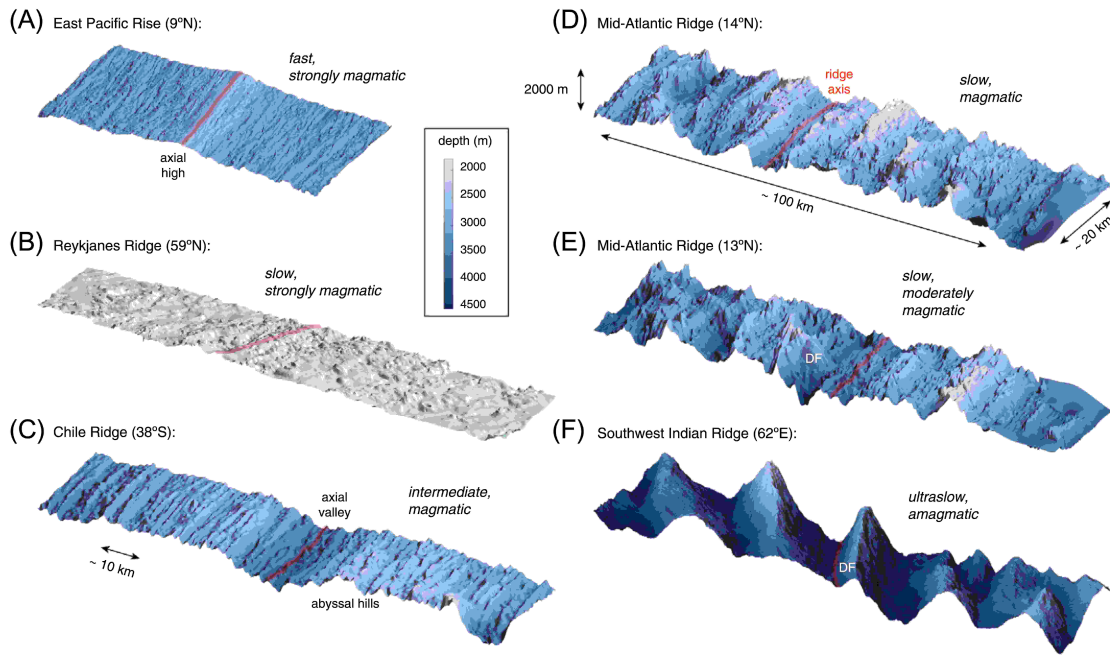 (A) East Pacific Rise (9ºN):
fast,
strongly magmatic
axial
high
depth (m)
2000
2500
3000
3500
4000
4500
(B) Reykjanes Ridge (59ºN):
slow,
strongly magmatic
(C) Chile Ridge (38ºS):
axial
valley
intermediate,
magmatic
~ 10 km
abyssal hills
(D) Mid-Atlantic Ridge (14ºN):
2000 m
ridge
axis
slow,
magmatic
~ 100 km
~ 20 km
(E) Mid-Atlantic Ridge (13ºN):
slow,
moderately
magmatic
DF
(F) Southwest Indian Ridge (62ºE):
ultraslow,
amagmatic
DF